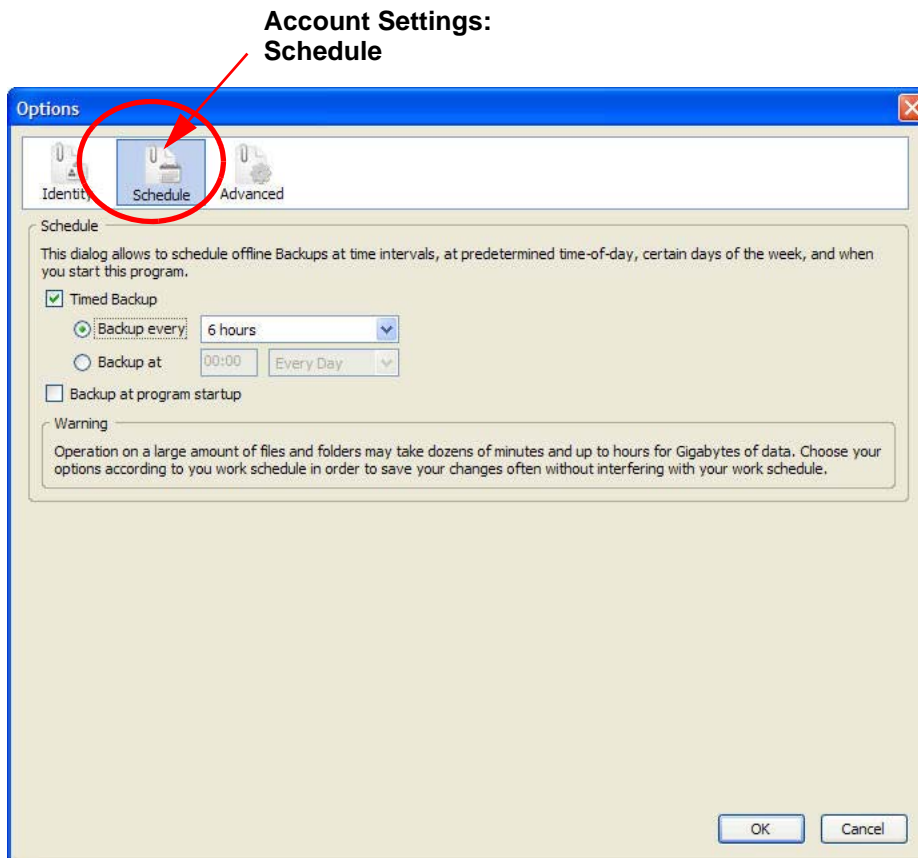 Account Settings:
Schedule
Options
Identity
Schedule
Advanced
Schedule
This dialog allows to schedule offline Backups at time intervals, at predetermined time-of-day, certain days of the week, and when
you start this program.
Timed Backup
Backup every 6 hours
Backup at 00:00 Every Day
Backup at program startup
Warning
Operation on a large amount of files and folders may take dozens of minutes and up to hours for Gigabytes of data. Choose your
options according to you work schedule in order to save your changes often without interfering with your work schedule.
OK Cancel